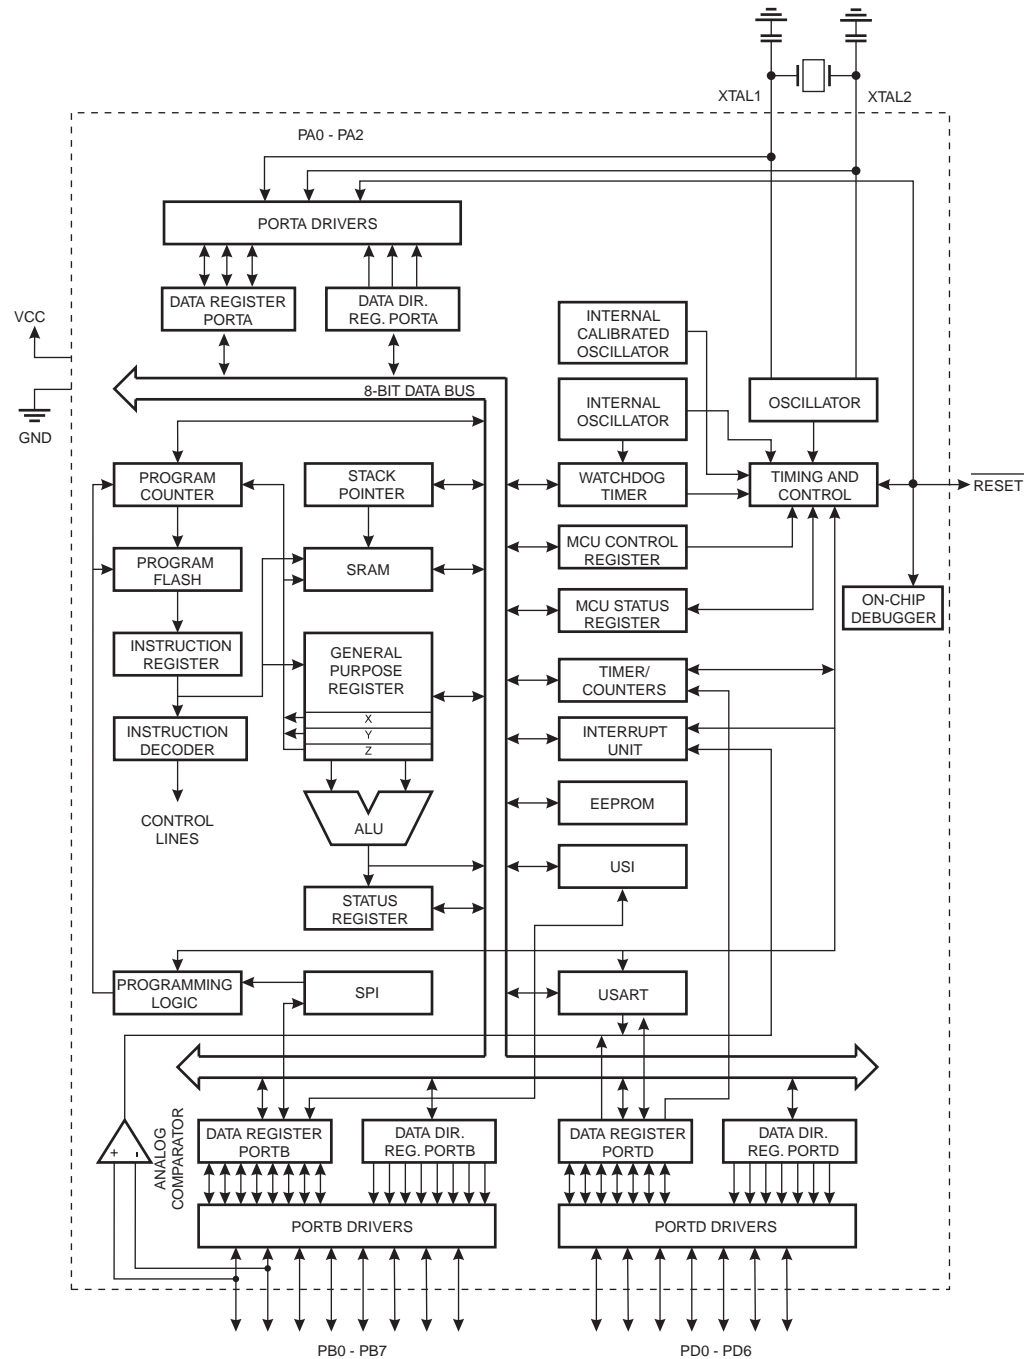 XTAL1
XTAL2
PA0 - PA2
PORTA DRIVERS
DATA REGISTER
PORTA
DATA DIR.
REG. PORTA
VCC
GND
8-BIT DATA BUS
INTERNAL
CALIBRATED
OSCILLATOR
INTERNAL
OSCILLATOR
OSCILLATOR
PROGRAM
COUNTER
STACK
POINTER
WATCHDOG
TIMER
TIMING AND
CONTROL
RESET
PROGRAM
FLASH
SRAM
MCU CONTROL
REGISTER
MCU STATUS
REGISTER
ON-CHIP
DEBUGGER
INSTRUCTION
REGISTER
GENERAL
PURPOSE
REGISTER
X
Y
Z
TIMER/
COUNTERS
INSTRUCTION
DECODER
INTERRUPT
UNIT
CONTROL
LINES
ALU
EEPROM
USI
STATUS
REGISTER
PROGRAMMING
LOGIC
SPI
USART
ANALOG
COMPARATOR
+
-
DATA REGISTER
PORTB
DATA DIR.
REG. PORTB
DATA REGISTER
PORTD
DATA DIR.
REG. PORTD
PORTB DRIVERS
PORTD DRIVERS
PB0 - PB7
PD0 - PD6